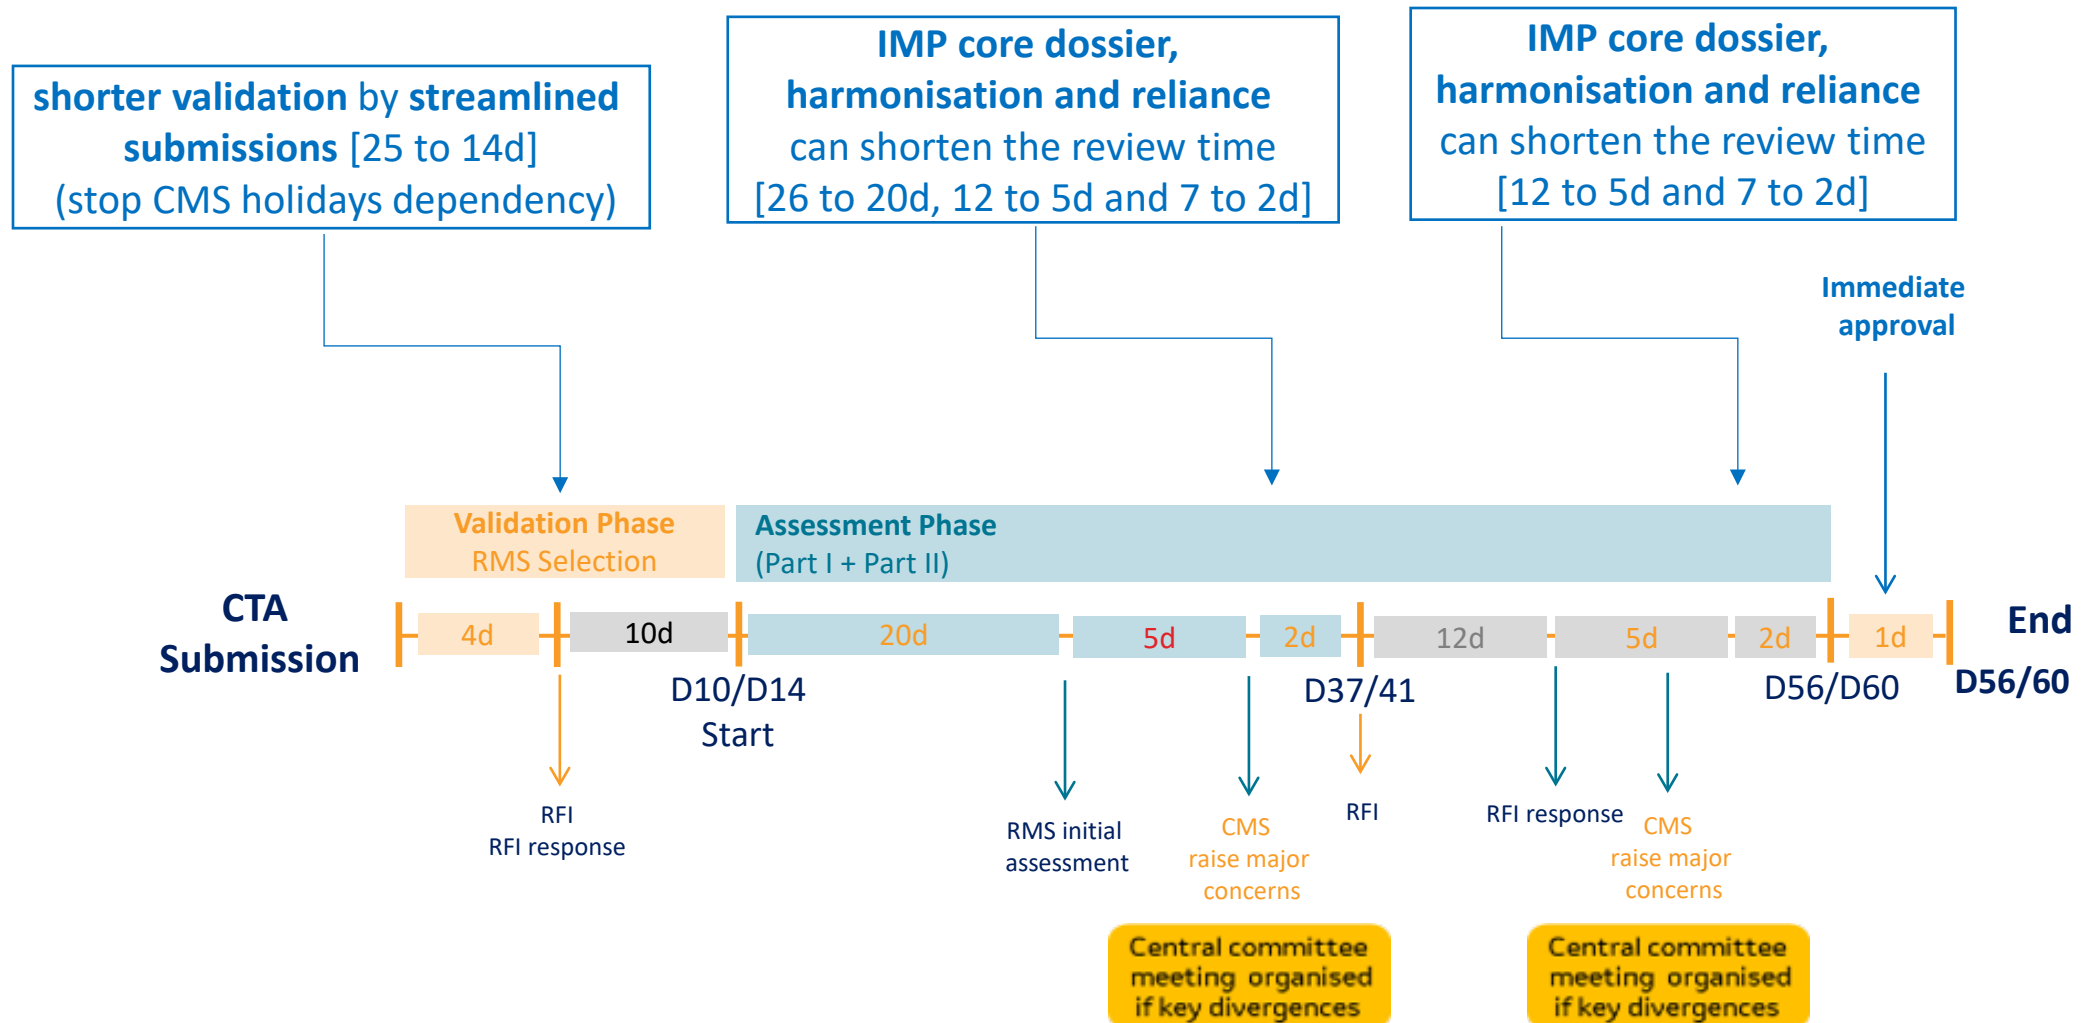 shorter validation by streamlined
submissions [25 to 14d]
(stop CMS holidays dependency)
IMP core dossier,
harmonisation and reliance
can shorten the review time
[26 to 20d, 12 to 5d and 7 to 2d]
IMP core dossier,
harmonisation and reliance
can shorten the review time
[12 to 5d and 7 to 2d]
Immediate
approval
Validation Phase
RMS Selection
Assessment Phase
(Part I + Part II)
CTA
Submission
4d
10d
20d
5d
2d
12d
5d
2d
1d
End
D56/60
D10/D14
Start
D37/41
D56/D60
RFI
RFI response
RMS initial
assessment
CMS
raise major
concerns
RFI
RFI response
CMS
raise major
concerns
Central committee
meeting organised
if key divergences
Central committee
meeting organised
if key divergences